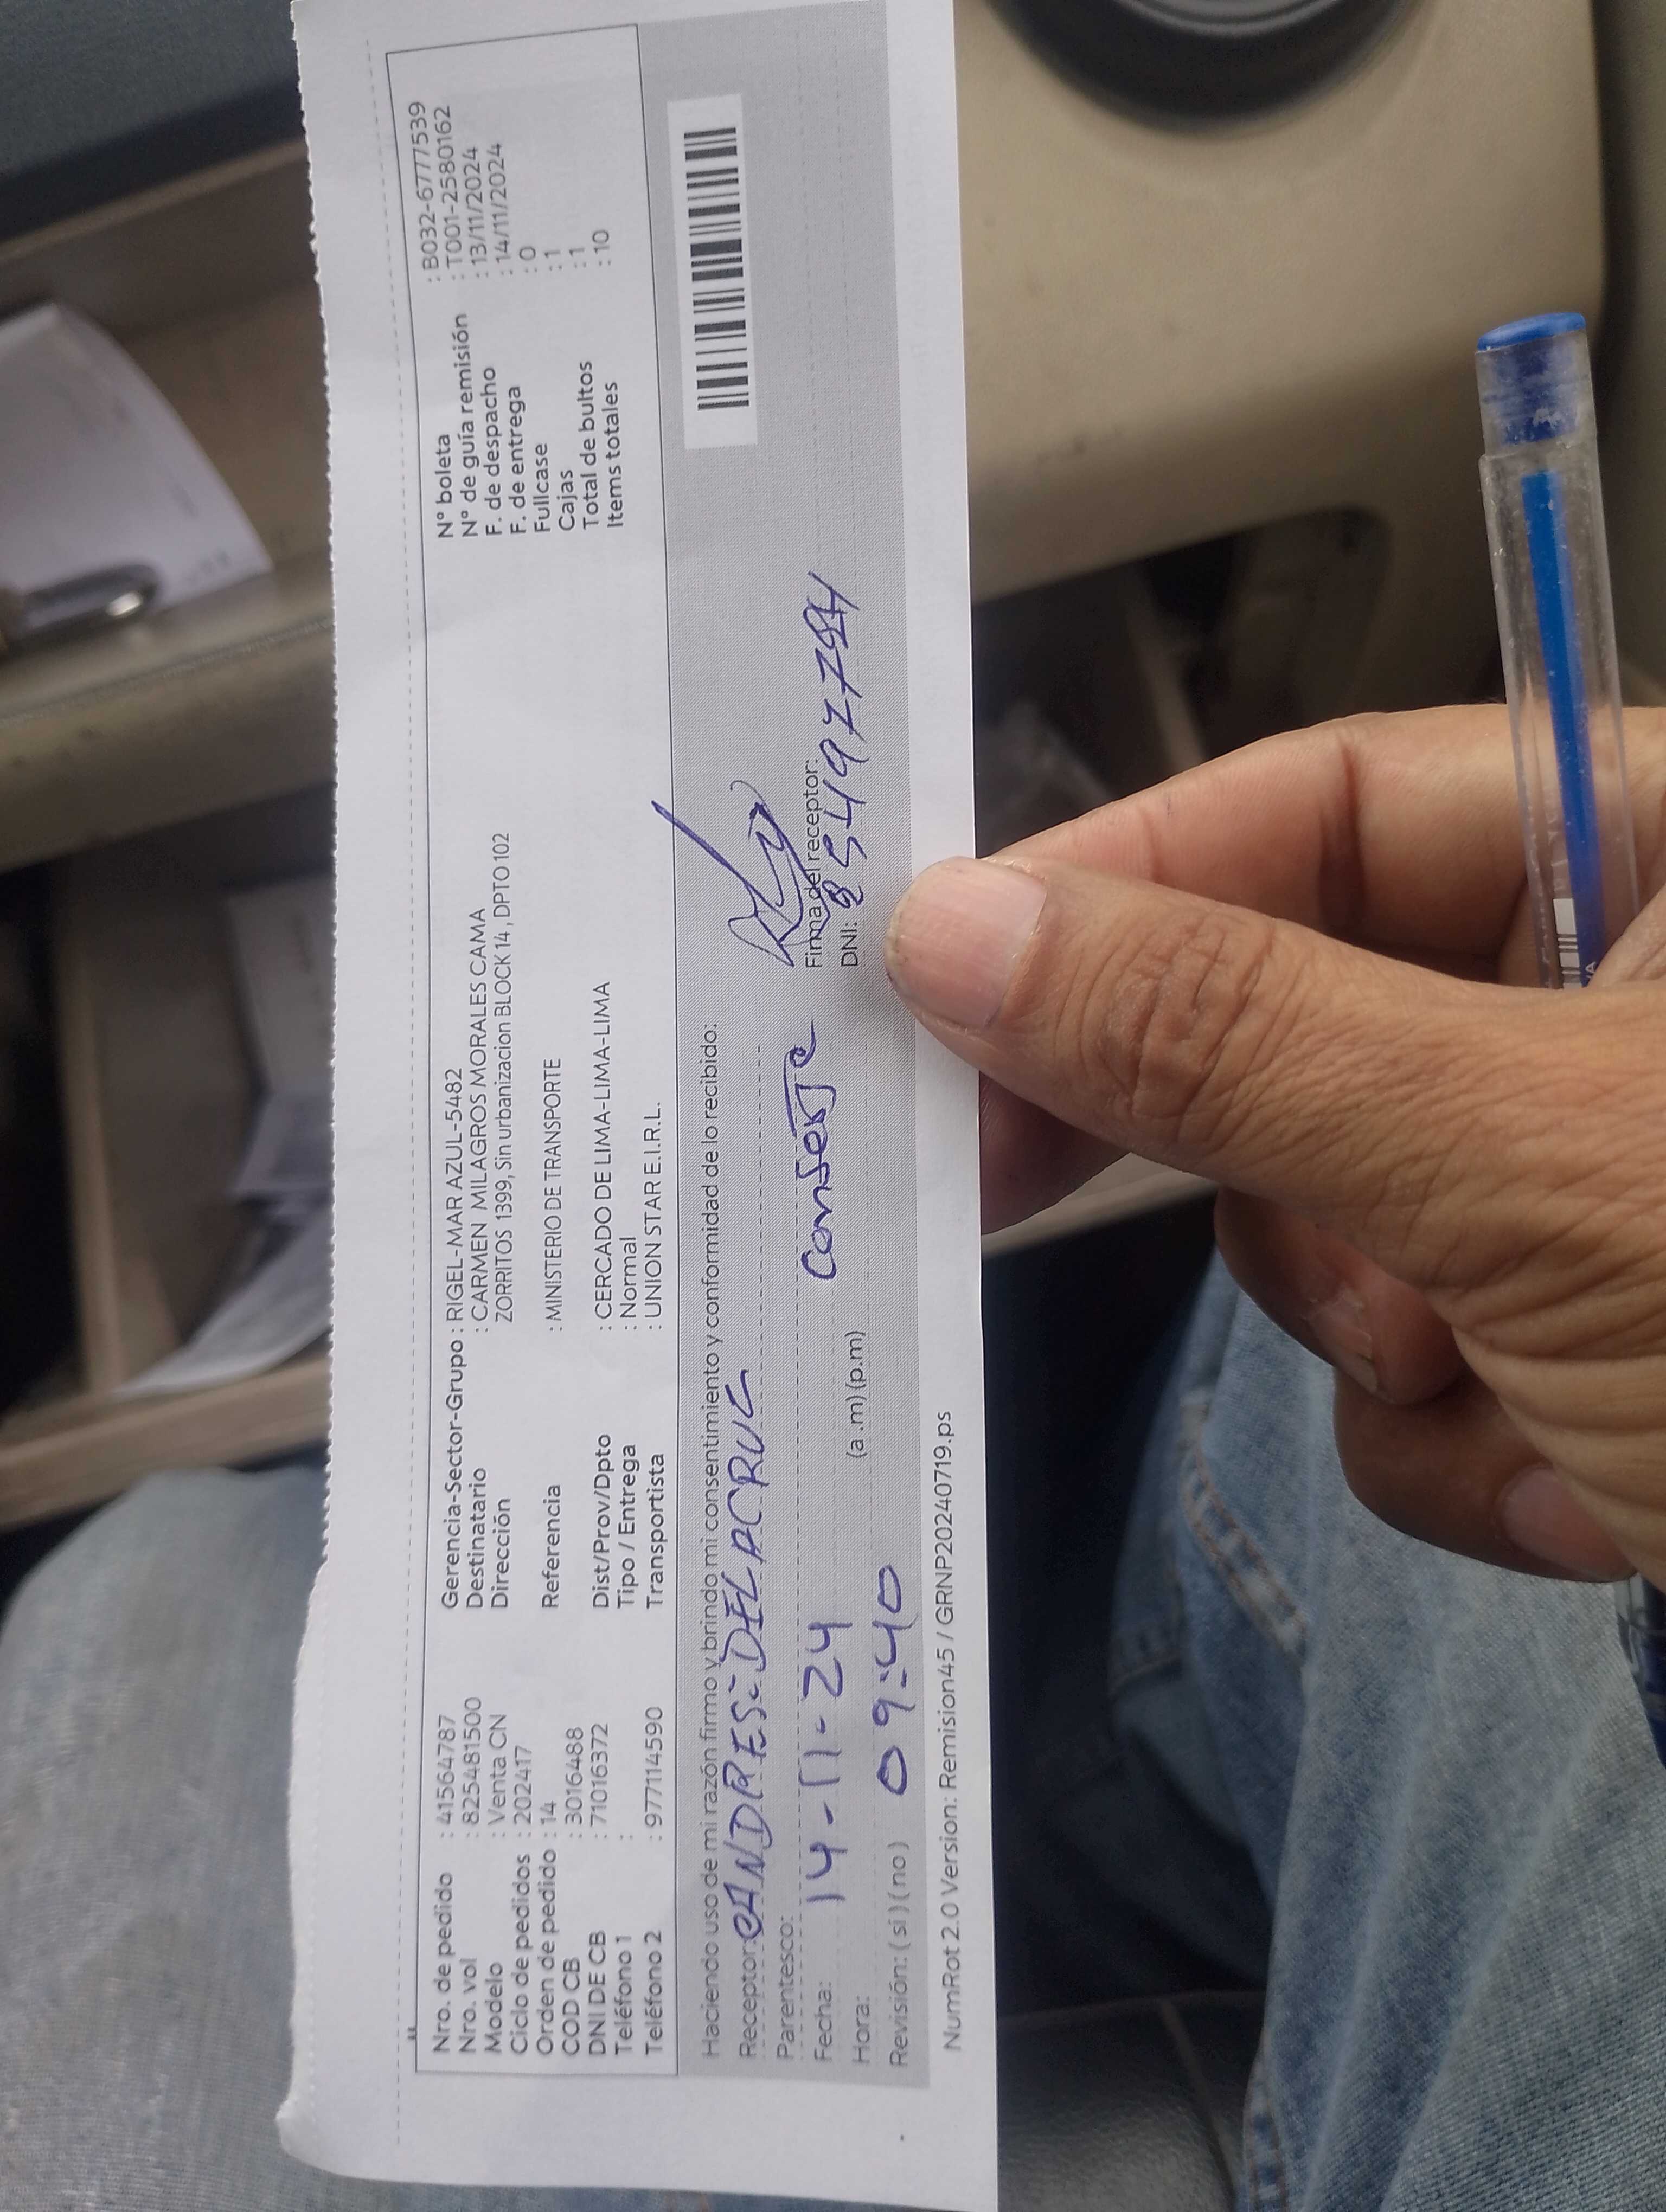 Nro. de pedido : 41564787
Nro. vol : 825481500
Modelo : Venta CN
Ciclo de pedidos : 202417
Orden de pedido : 14
COD CB : 3016488
DNI DE CB : 71016372
Teléfono 1 :
Teléfono 2 : 977114590
Gerencia-Sector-Grupo : RIGEL-MAR AZUL-5482
Destinatario : CARMEN MILAGROS MORALES CAMA
Dirección ZORRITOS 1399, Sin urbanizacion BLOCK 14 , DPTO 102
Referencia : MINISTERIO DE TRANSPORTE
Dist/Prov/Dpto : CERCADO DE LIMA-LIMA-LIMA
Tipo / Entrega : Normal
Transportista : UNION STAR E.I.R.L.
N° boleta : B032-6777539
N° de guía remisión : T001-2580162
F. de despacho : 13/11/2024
F. de entrega : 14/11/2024
Fullcase : 0
Cajas : 1
Total de bultos : 1
Items totales : 10
Haciendo uso de mi razón firmo y brindo mi consentimiento y conformidad de lo recibido:
Receptor: ANDRES DELACRUC
Parentesco: Conserje
Fecha: 14-11-24
Hora: 09:40 (a .m) (p.m)
Revisión: ( si ) ( no )
Firma del receptor:
DNI:
NumRot 2.0 Version: Remision45 / GRNP20240719.ps